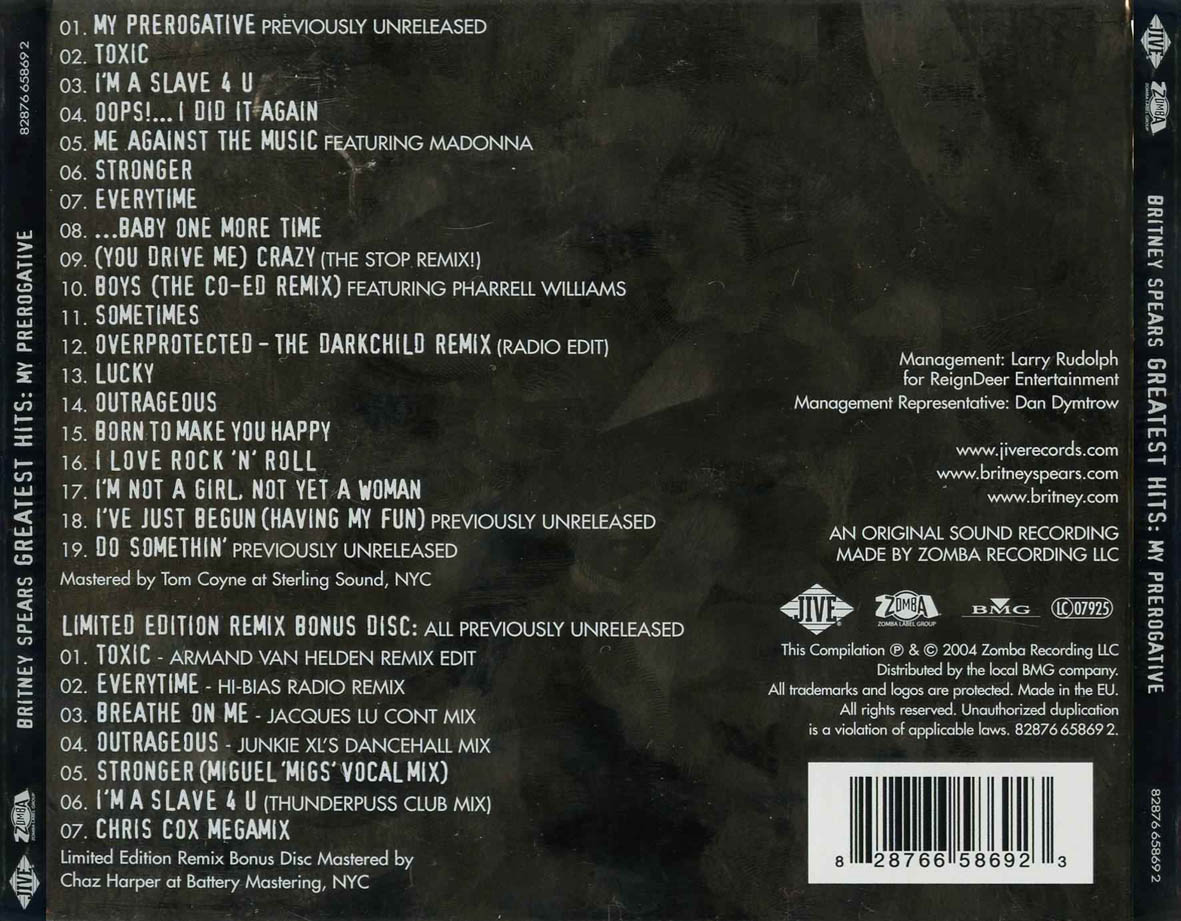 82876 65869 2
BRITNEY SPEARS GREATEST HITS: MY PREROGATIVE
ZOMBA
ZOMBA LABEL GROUP
JIVE
01. MY PREROGATIVE PREVIOUSLY UNRELEASED
02. TOXIC
03. I'M A SLAVE 4 U
04. OOPS!... I DID IT AGAIN
05. ME AGAINST THE MUSIC FEATURING MADONNA
06. STRONGER
07. EVERYTIME
08. ...BABY ONE MORE TIME
09. (YOU DRIVE ME) CRAZY (THE STOP REMIX!)
10. BOYS (THE CO-ED REMIX) FEATURING PHARRELL WILLIAMS
11. SOMETIMES
12. OVERPROTECTED – THE DARKCHILD REMIX (RADIO EDIT)
13. LUCKY
14. OUTRAGEOUS
15. BORN TO MAKE YOU HAPPY
16. I LOVE ROCK 'N' ROLL
17. I'M NOT A GIRL, NOT YET A WOMAN
18. I'VE JUST BEGUN (HAVING MY FUN) PREVIOUSLY UNRELEASED
19. DO SOMETHIN' PREVIOUSLY UNRELEASED
Mastered by Tom Coyne at Sterling Sound, NYC
LIMITED EDITION REMIX BONUS DISC: ALL PREVIOUSLY UNRELEASED
01. TOXIC - ARMAND VAN HELDEN REMIX EDIT
02. EVERYTIME - HI-BIAS RADIO REMIX
03. BREATHE ON ME - JACQUES LU CONT MIX
04. OUTRAGEOUS - JUNKIE XL'S DANCEHALL MIX
05. STRONGER (MIGUEL 'MIGS' VOCAL MIX)
06. I'M A SLAVE 4 U (THUNDERPUSS CLUB MIX)
07. CHRIS COX MEGAMIX
Limited Edition Remix Bonus Disc Mastered by
Chaz Harper at Battery Mastering, NYC
Management: Larry Rudolph
for ReignDeer Entertainment
Management Representative: Dan Dymtrow
www.jiverecords.com
www.britneyspears.com
www.britney.com
AN ORIGINAL SOUND RECORDING
MADE BY ZOMBA RECORDING LLC
JIVE ® ZOMBA BMG LC 07925
ZOMBA LABEL GROUP
This Compilation ℗ & © 2004 Zomba Recording LLC
Distributed by the local BMG company.
All trademarks and logos are protected. Made in the EU.
All rights reserved. Unauthorized duplication
is a violation of applicable laws. 82876 65869 2.
8 28766 58692 3
JIVE
ZOMBA
ZOMBA LABEL GROUP
BRITNEY SPEARS GREATEST HITS: MY PREROGATIVE
82876 65869 2